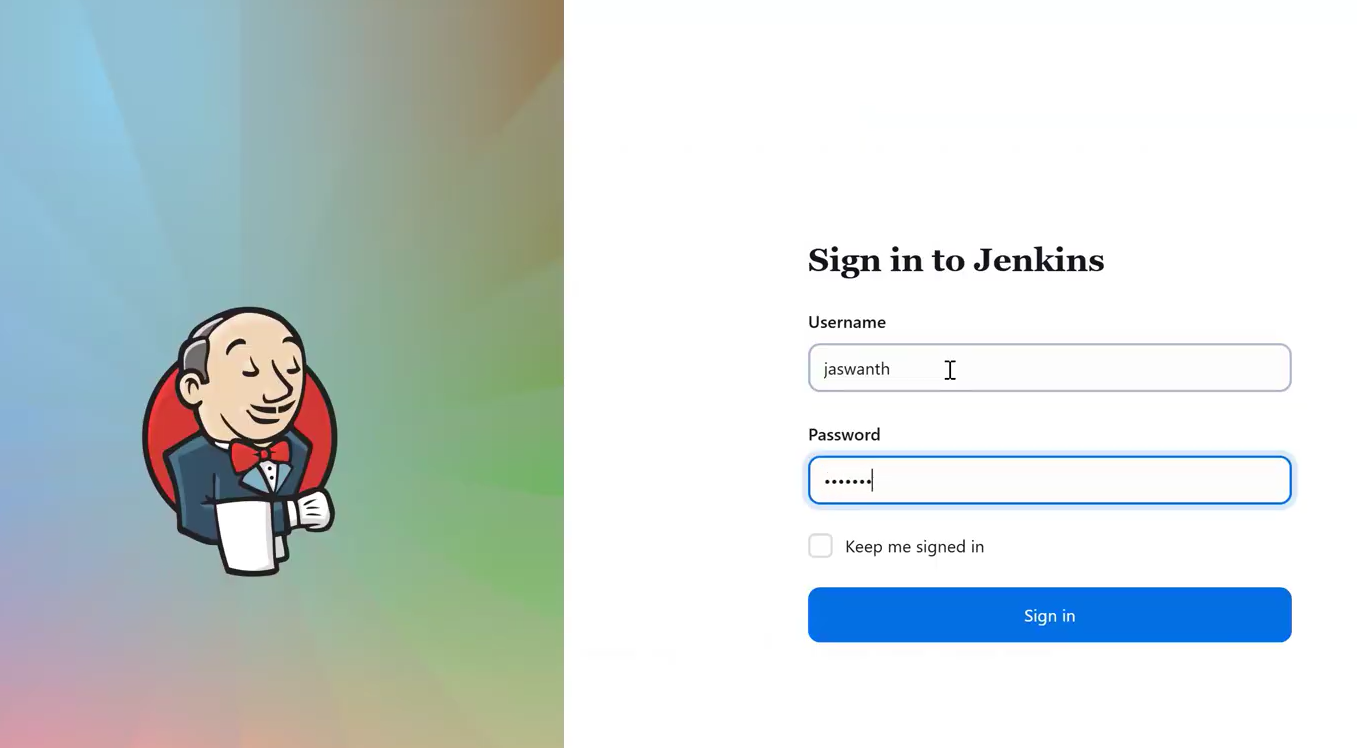 Sign in to Jenkins
Username
jaswanth
Password
•••••••
Keep me signed in
Sign in